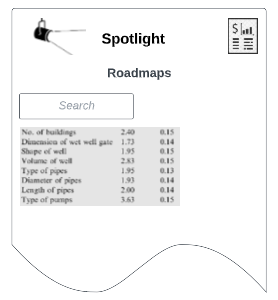 Spotlight
$
Roadmaps
Search
No. of buildings 2.40 0.15
Dimension of wet well gate 1.73 0.14
Shape of well 1.95 0.15
Volume of well 2.83 0.15
Type of pipes 1.95 0.13
Diameter of pipes 1.93 0.14
Length of pipes 2.00 0.14
Type of pumps 3.63 0.15